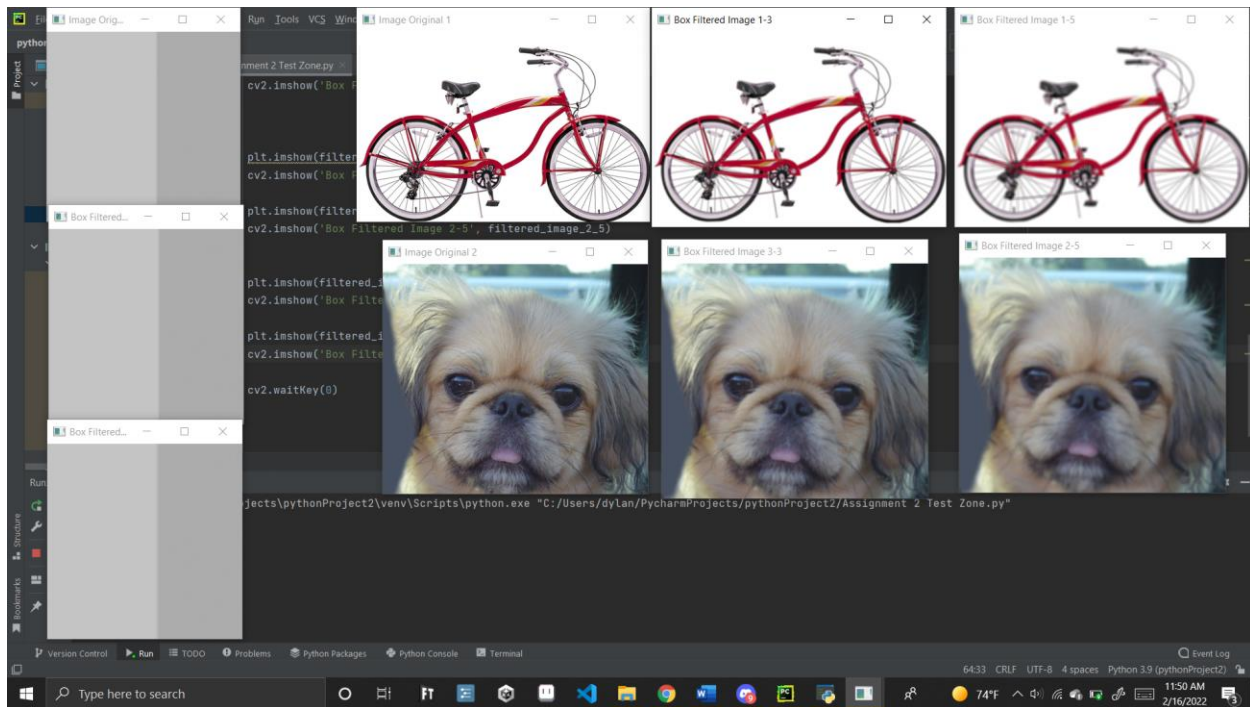 Image Orig...
Run Tools VCS Wind
Image Original 1
Box Filtered Image 1-3
Box Filtered Image 1-5
python
nment 2 Test Zone.py
Project
cv2.imshow('Box F
plt.imshow(filter
cv2.imshow('Box F
plt.imshow(filter
cv2.imshow('Box Filtered Image 2-5', filtered_image_2_5)
Box Filtered...
Image Original 2
Box Filtered Image 3-3
Box Filtered Image 2-5
plt.imshow(filtered_i
cv2.imshow('Box Filte
plt.imshow(filtered_i
cv2.imshow('Box Filte
cv2.waitKey(0)
Box Filtered...
Run:
jects\pythonProject2\venv\Scripts\python.exe "C:/Users/dylan/PycharmProjects/pythonProject2/Assignment 2 Test Zone.py"
Structure
Bookmarks
Version Control
Run
TODO
Problems
Python Packages
Python Console
Terminal
Event Log
64:33 CRLF UTF-8 4 spaces Python 3.9 (pythonProject2)
Type here to search
74°F
11:50 AM
2/16/2022
3